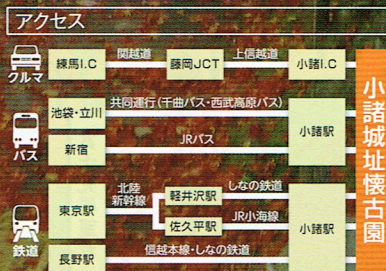 アクセス
クルマ
練馬I.C
関越道
藤岡JCT
上信越道
小諸I.C
バス
池袋・立川
共同運行(千曲バス・西武高原バス)
新宿
JRバス
小諸駅
鉄道
東京駅
北陸
新幹線
軽井沢駅
しなの鉄道
佐久平駅
JR小海線
長野駅
信越本線・しなの鉄道
小諸駅
小諸城址懐古園